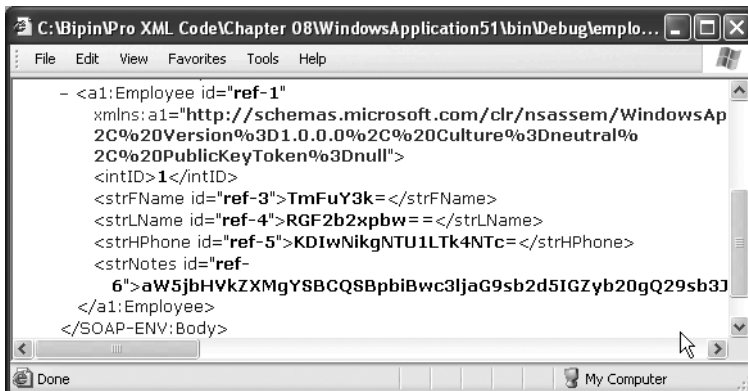 C:\Bipin\Pro XML Code\Chapter 08\WindowsApplication51\bin\Debug\emplo...
File Edit View Favorites Tools Help
- <a1:Employee id="ref-1"
xmlns:a1="http://schemas.microsoft.com/clr/nsassem/WindowsAp
2C%20Version%3D1.0.0.0%2C%20Culture%3Dneutral%
2C%20PublicKeyToken%3Dnull">
<intID>1</intID>
<strFName id="ref-3">TmFuY3k=</strFName>
<strLName id="ref-4">RGF2b2xpbw==</strLName>
<strHPhone id="ref-5">KDIwNikgNTU1LTk4NTc=</strHPhone>
<strNotes id="ref-
6">aW5jbHVkZXMgYSBCQSBpbiBwc3ljaG9sb2d5IGZyb20gQ29sb3J
</a1:Employee>
</SOAP-ENV:Body>
Done My Computer